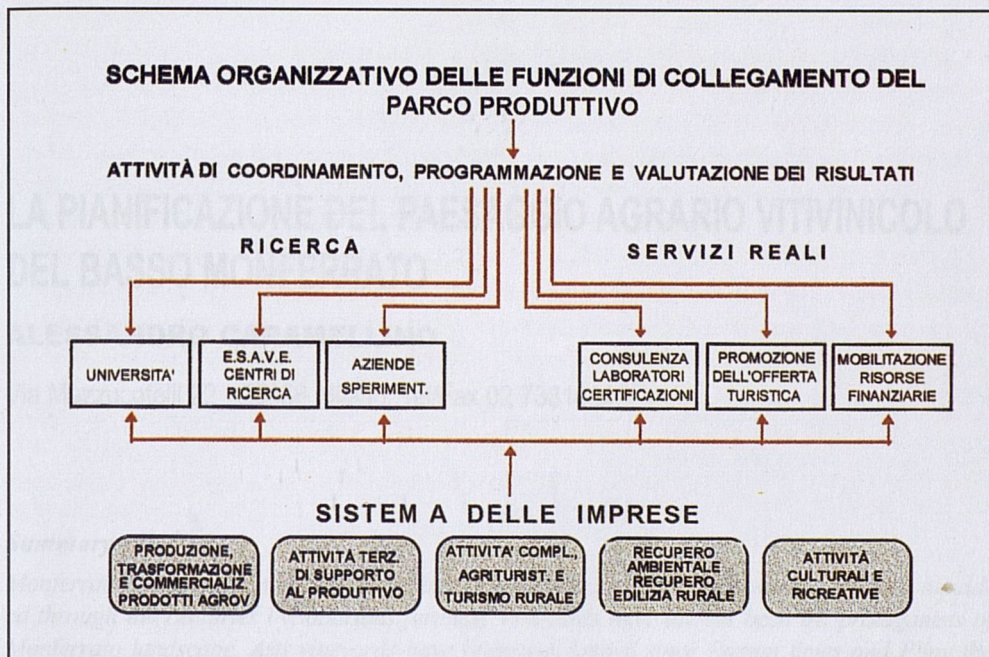 SCHEMA ORGANIZZATIVO DELLE FUNZIONI DI COLLEGAMENTO DEL
PARCO PRODUTTIVO
ATTIVITÀ DI COORDINAMENTO, PROGRAMMAZIONE E VALUTAZIONE DEI RISULTATI
RICERCA
SERVIZI REALI
UNIVERSITA'
E.S.A.V.E.
CENTRI DI
RICERCA
AZIENDE
SPERIMENT.
CONSULENZA
LABORATORI
CERTIFICAZIONI
PROMOZIONE
DELL'OFFERTA
TURISTICA
MOBILITAZIONE
RISORSE
FINANZIARIE
SISTEMA DELLE IMPRESE
PRODUZIONE,
TRASFORMAZIONE
E COMMERCIALIZ.
PRODOTTI AGROV.
ATTIVITÀ TERZ.
DI SUPPORTO
AL PRODUTTIVO
ATTIVITA' COMPL.,
AGRITURIST. E
TURISMO RURALE
RECUPERO
AMBIENTALE
RECUPERO
EDILIZIA RURALE
ATTIVITÀ
CULTURALI E
RICREATIVE
LA PIANIFICAZIONE DEL PAESAGGIO AGRARIO VITIVINICOLO
DEL BASSO MONFERRATO
ALESSANDRO
Summary